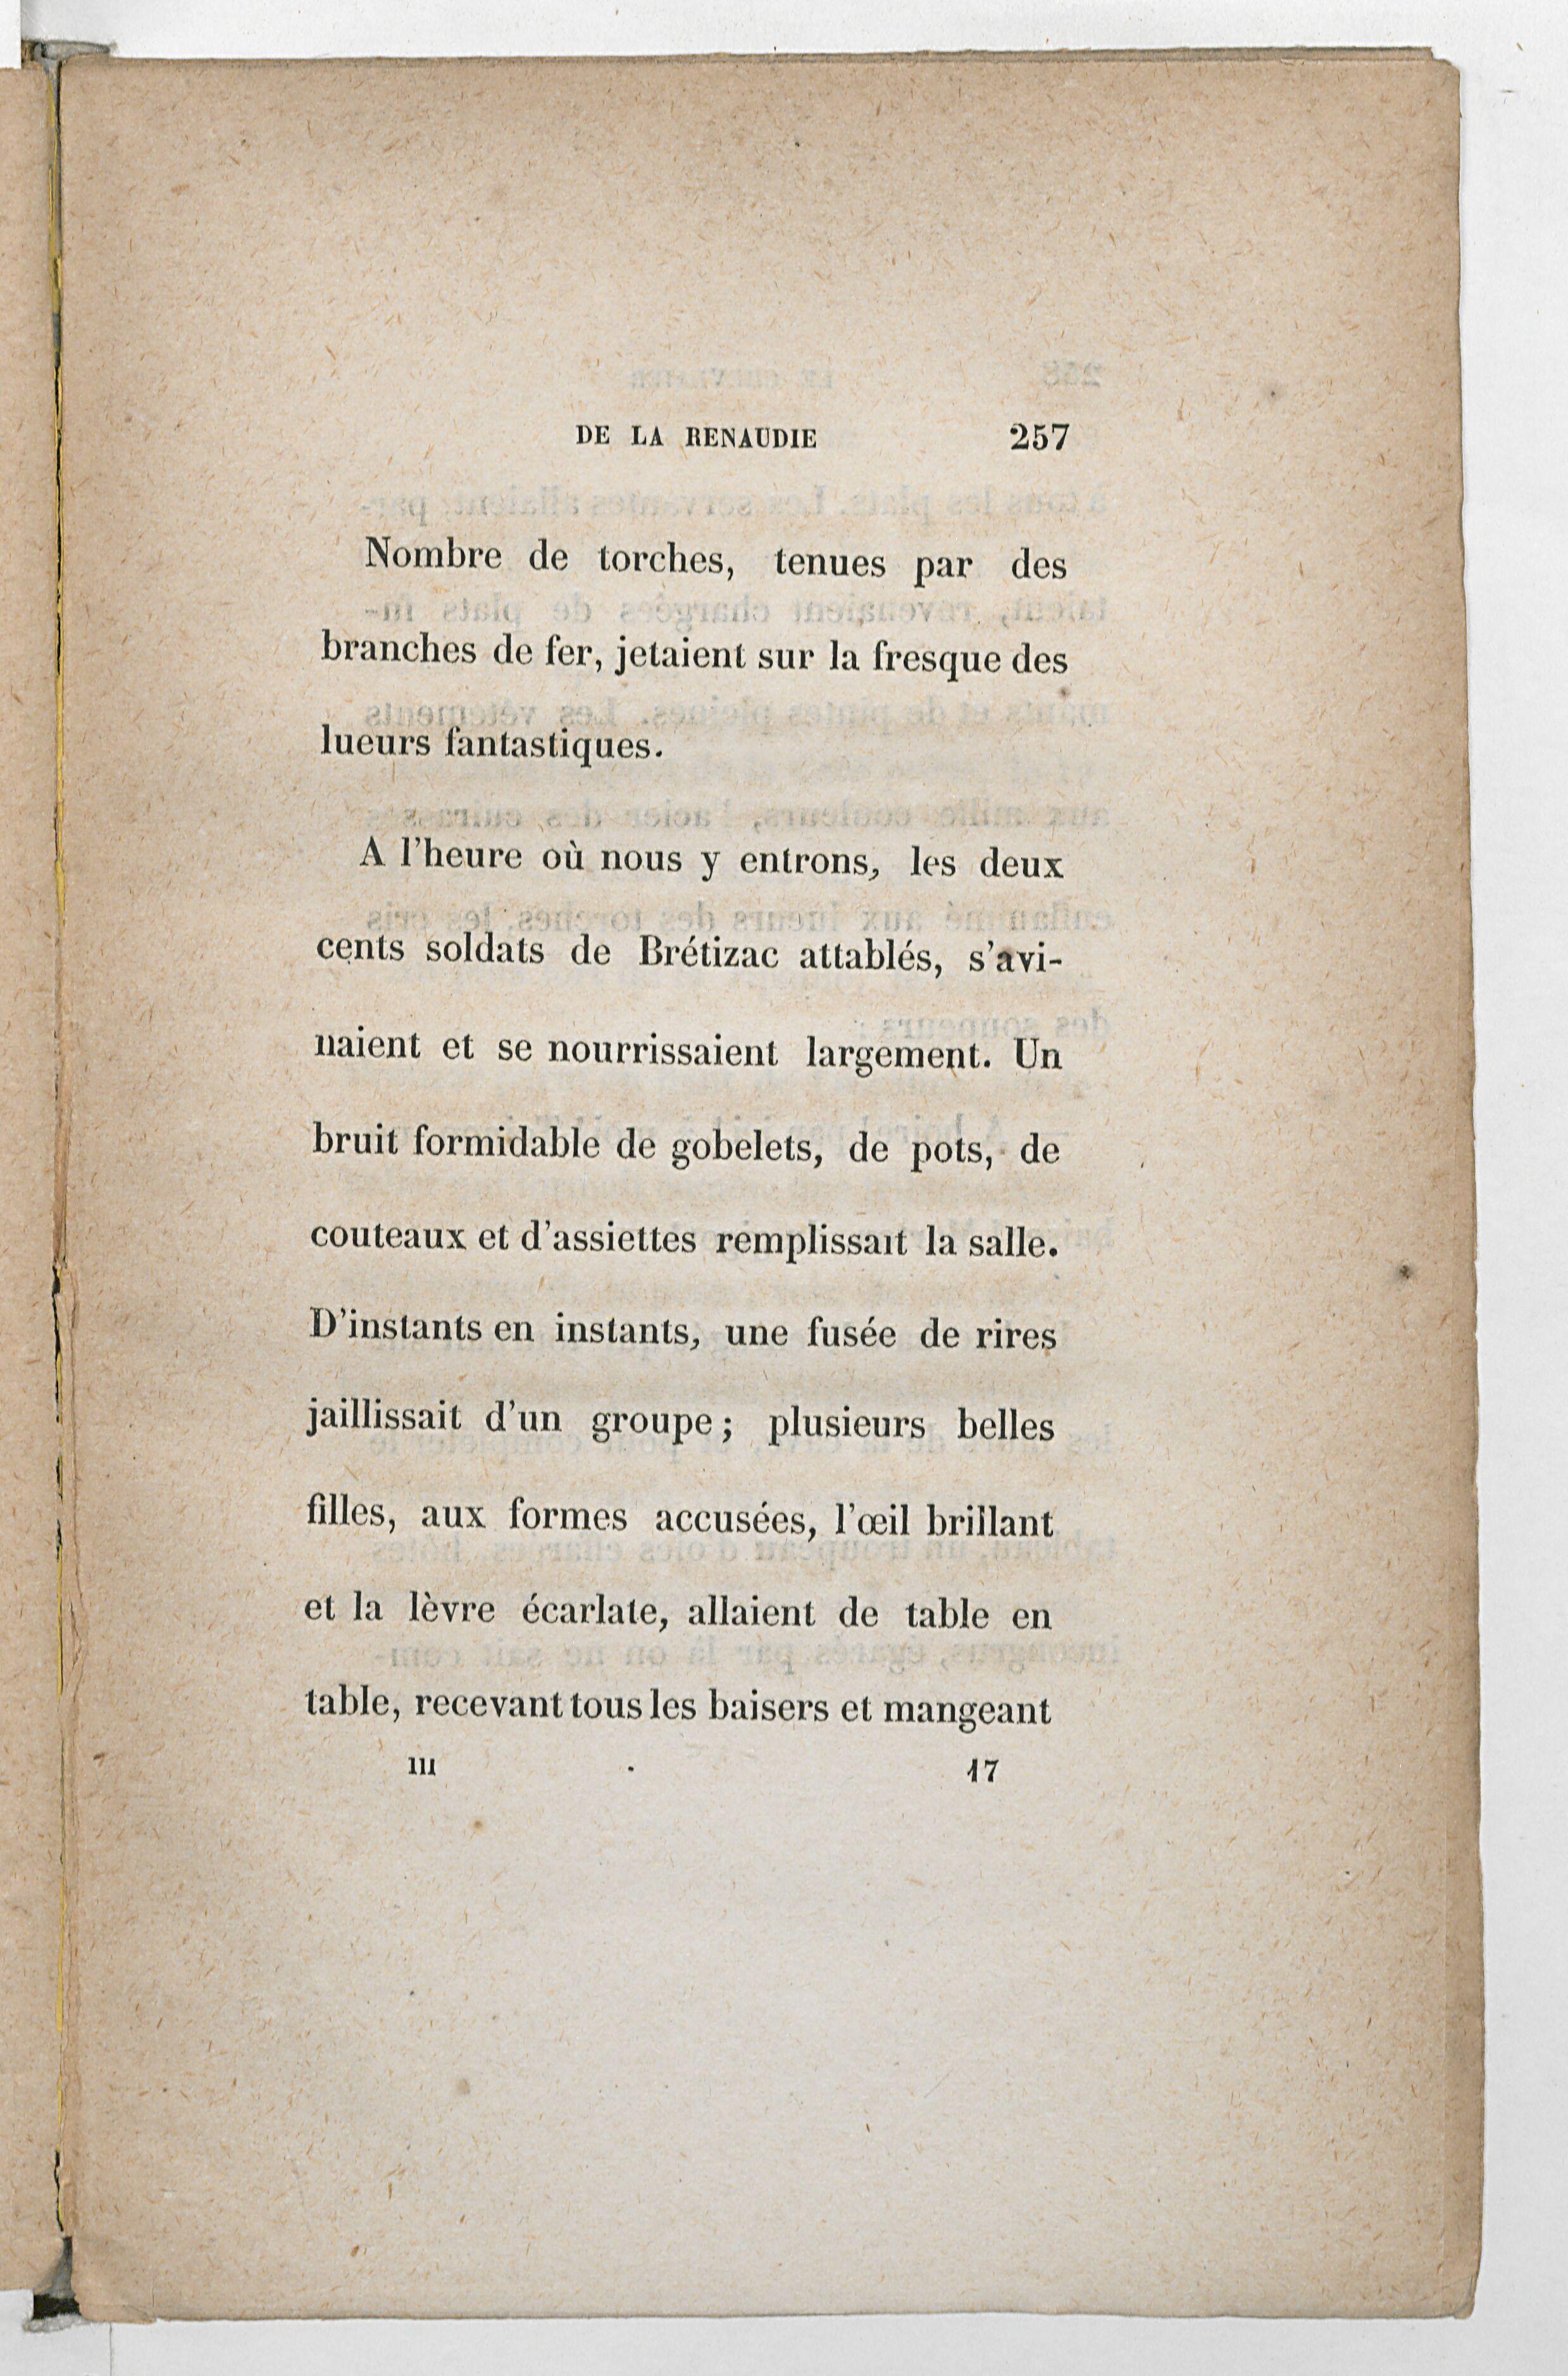 DE LA RENAUDIE 257
Nombre de torches, tenues par des
branches de fer, jetaient sur la fresque des
lueurs fantastiques.
A l'heure où nous y entrons, les deux
cents soldats de Brétizac attablés, s'avi-
naient et se nourrissaient largement. Un
bruit formidable de gobelets, de pots, de
couteaux et d'assiettes remplissait la salle.
D'instants en instants, une fusée de rires
jaillissait d'un groupe; plusieurs belles
filles, aux formes accusées, l'œil brillant
et la lèvre écarlate, allaient de table en
table, recevant tous les baisers et mangeant
III 17